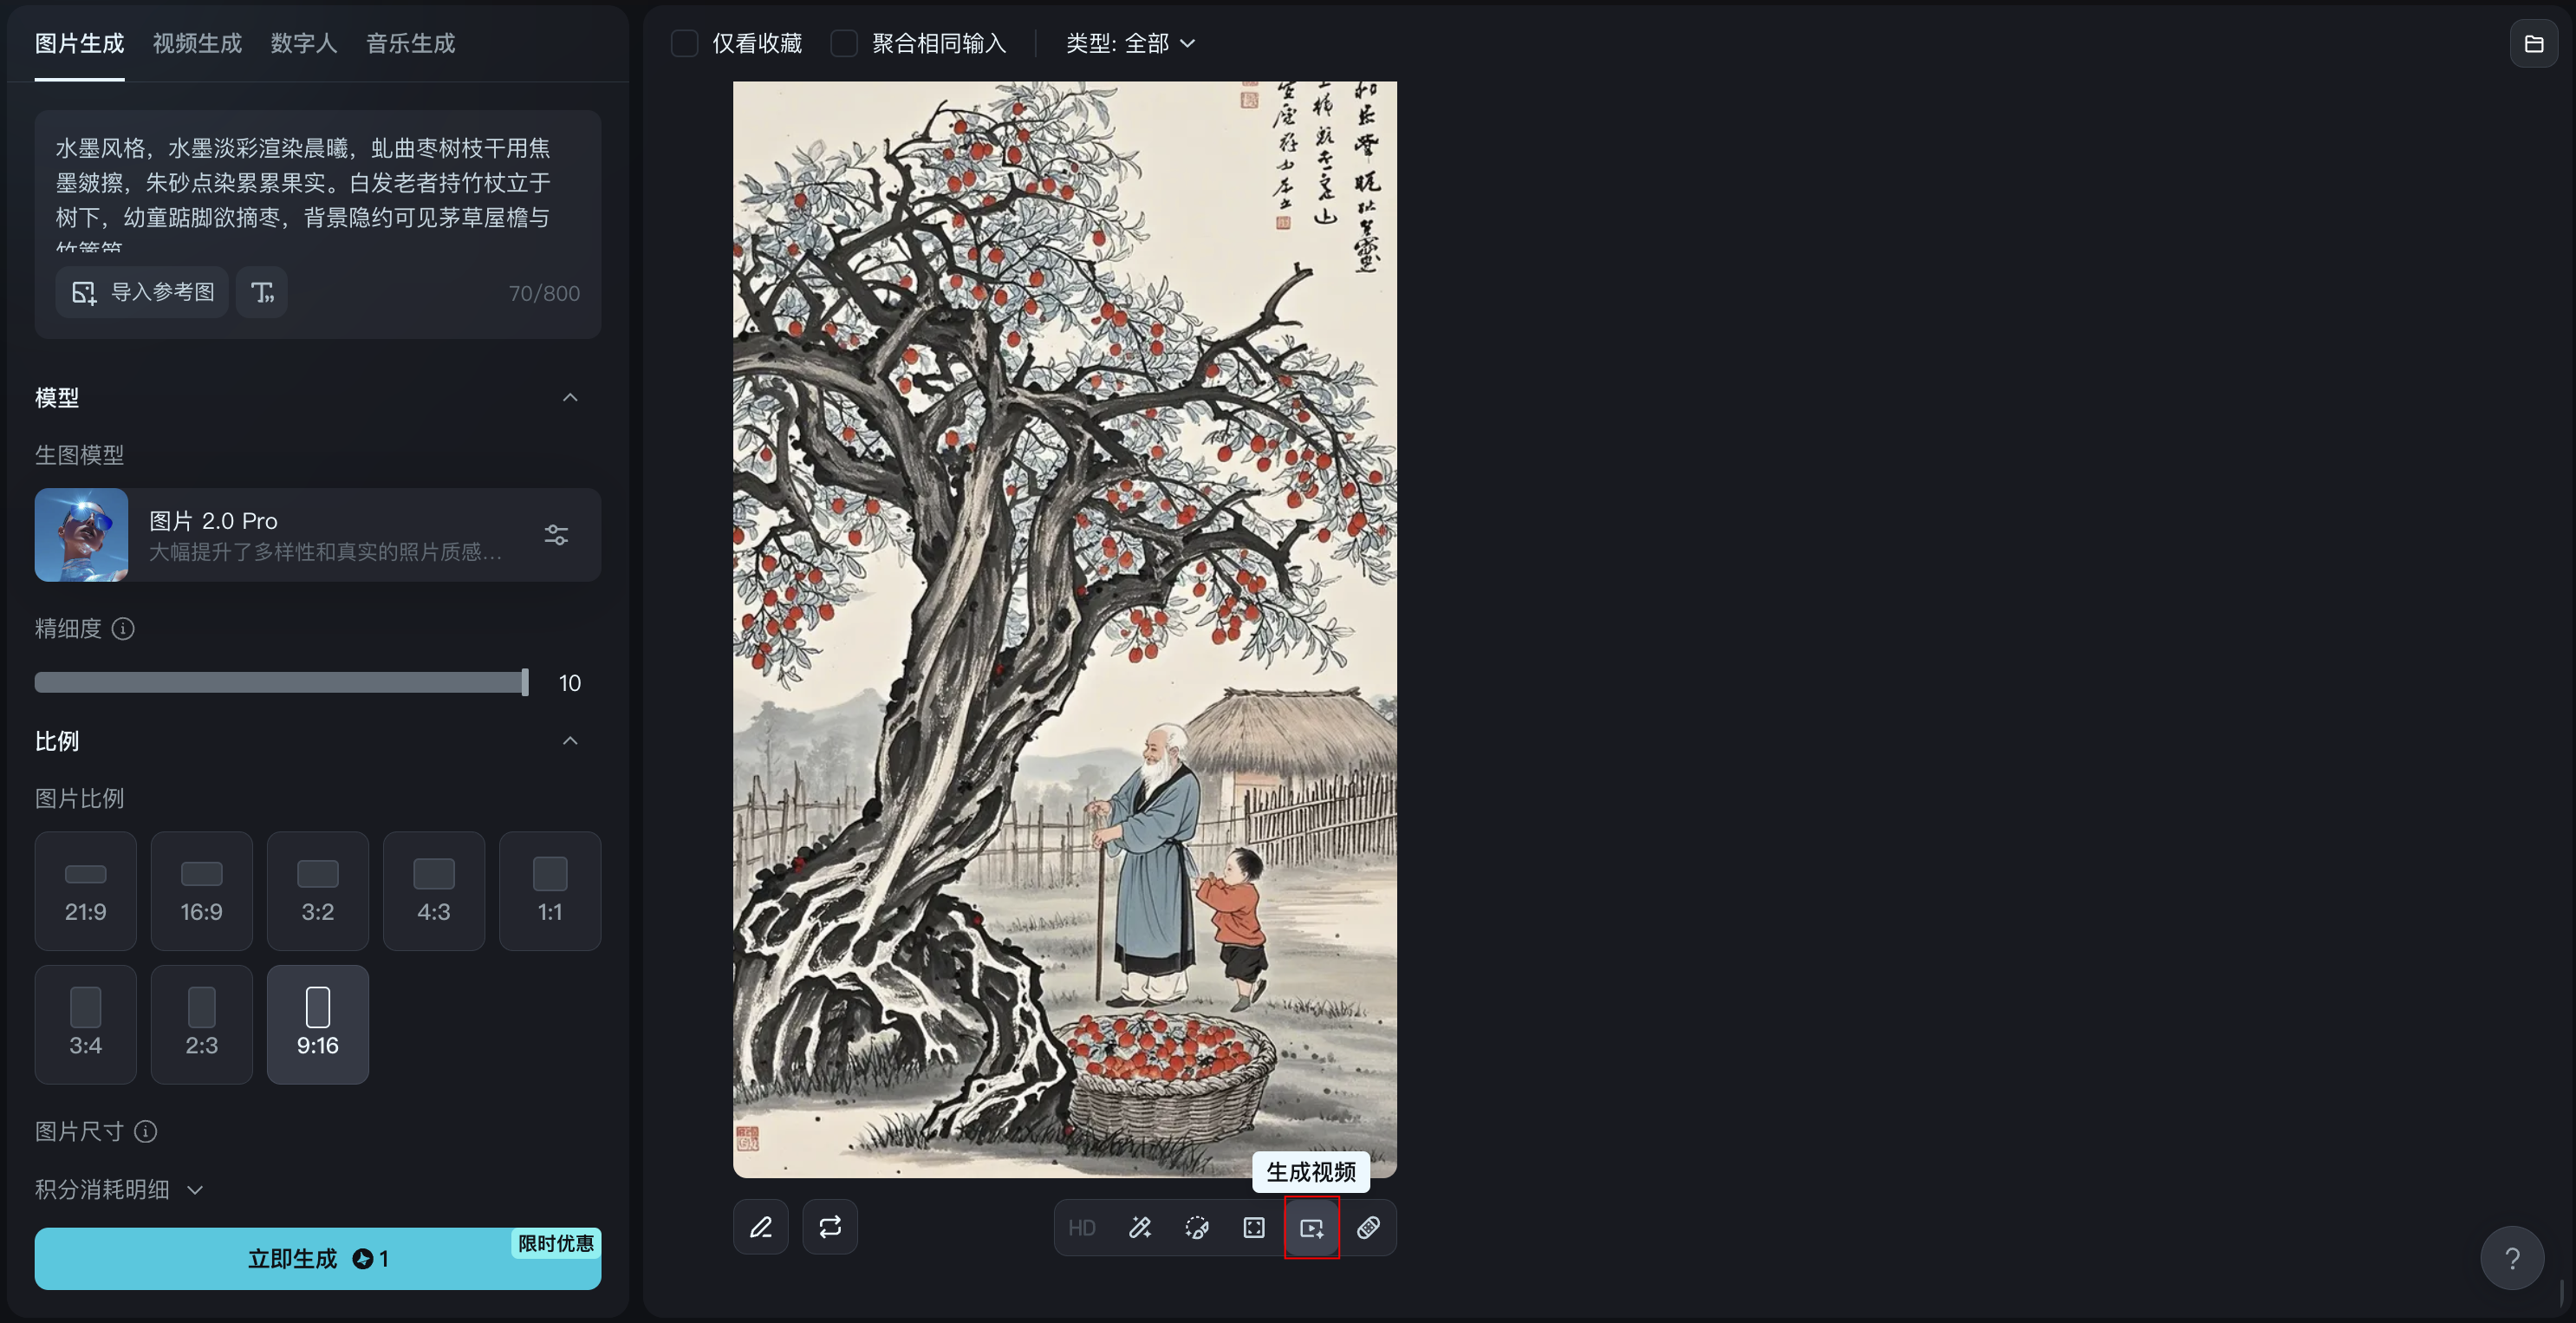 图片生成 视频生成 数字人 音乐生成
仅看收藏 聚合相同输入 类型: 全部
水墨风格，水墨淡彩渲染晨曦，虬曲枣树枝干用焦
墨皴擦，朱砂点染累累果实。白发老者持竹杖立于
树下，幼童踮脚欲摘枣，背景隐约可见茅草屋檐与
导入参考图
70/800
模型
生图模型
图片 2.0 Pro
大幅提升了多样性和真实的照片质感...
精细度
10
比例
图片比例
21:9
16:9
3:2
4:3
1:1
3:4
2:3
9:16
图片尺寸
积分消耗明细
限时优惠
立即生成 1
生成视频
HD
?